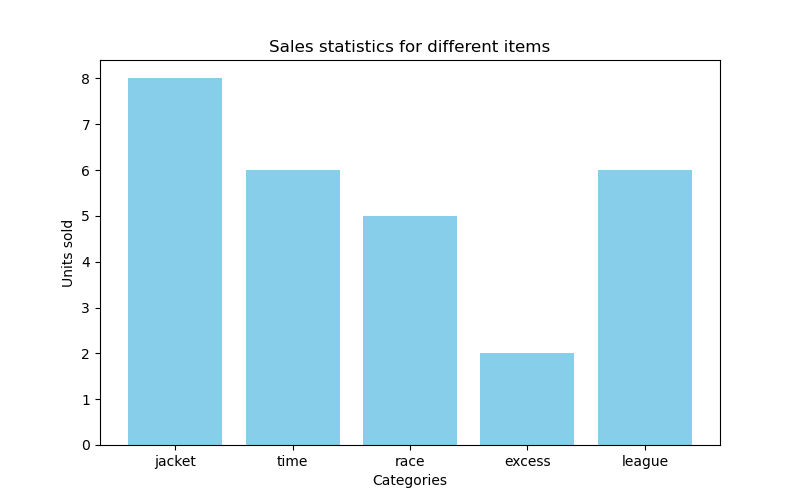 Sales statistics for different items
8
7
6
5
4
3
2
1
0
Units sold
jacket time race excess league
Categories